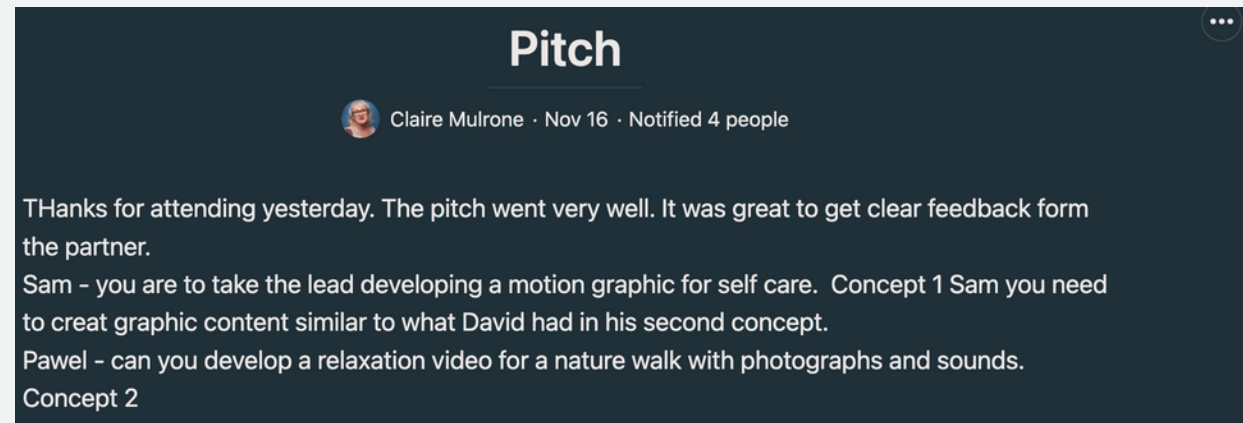 Pitch
Claire Mulrone · Nov 16 · Notified 4 people
THanks for attending yesterday. The pitch went very well. It was great to get clear feedback form
the partner.
Sam - you are to take the lead developing a motion graphic for self care.  Concept 1 Sam you need
to creat graphic content similar to what David had in his second concept.
Pawel - can you develop a relaxation video for a nature walk with photographs and sounds.
Concept 2